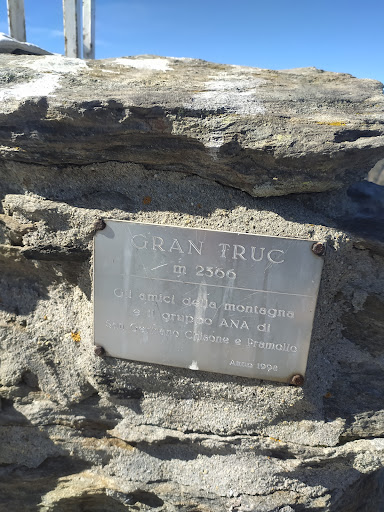 GRAN TRUC
m 2366
Gli amici della montagna
e il gruppo ANA di
San Germano Chisone e Pramollo
Anno 1998